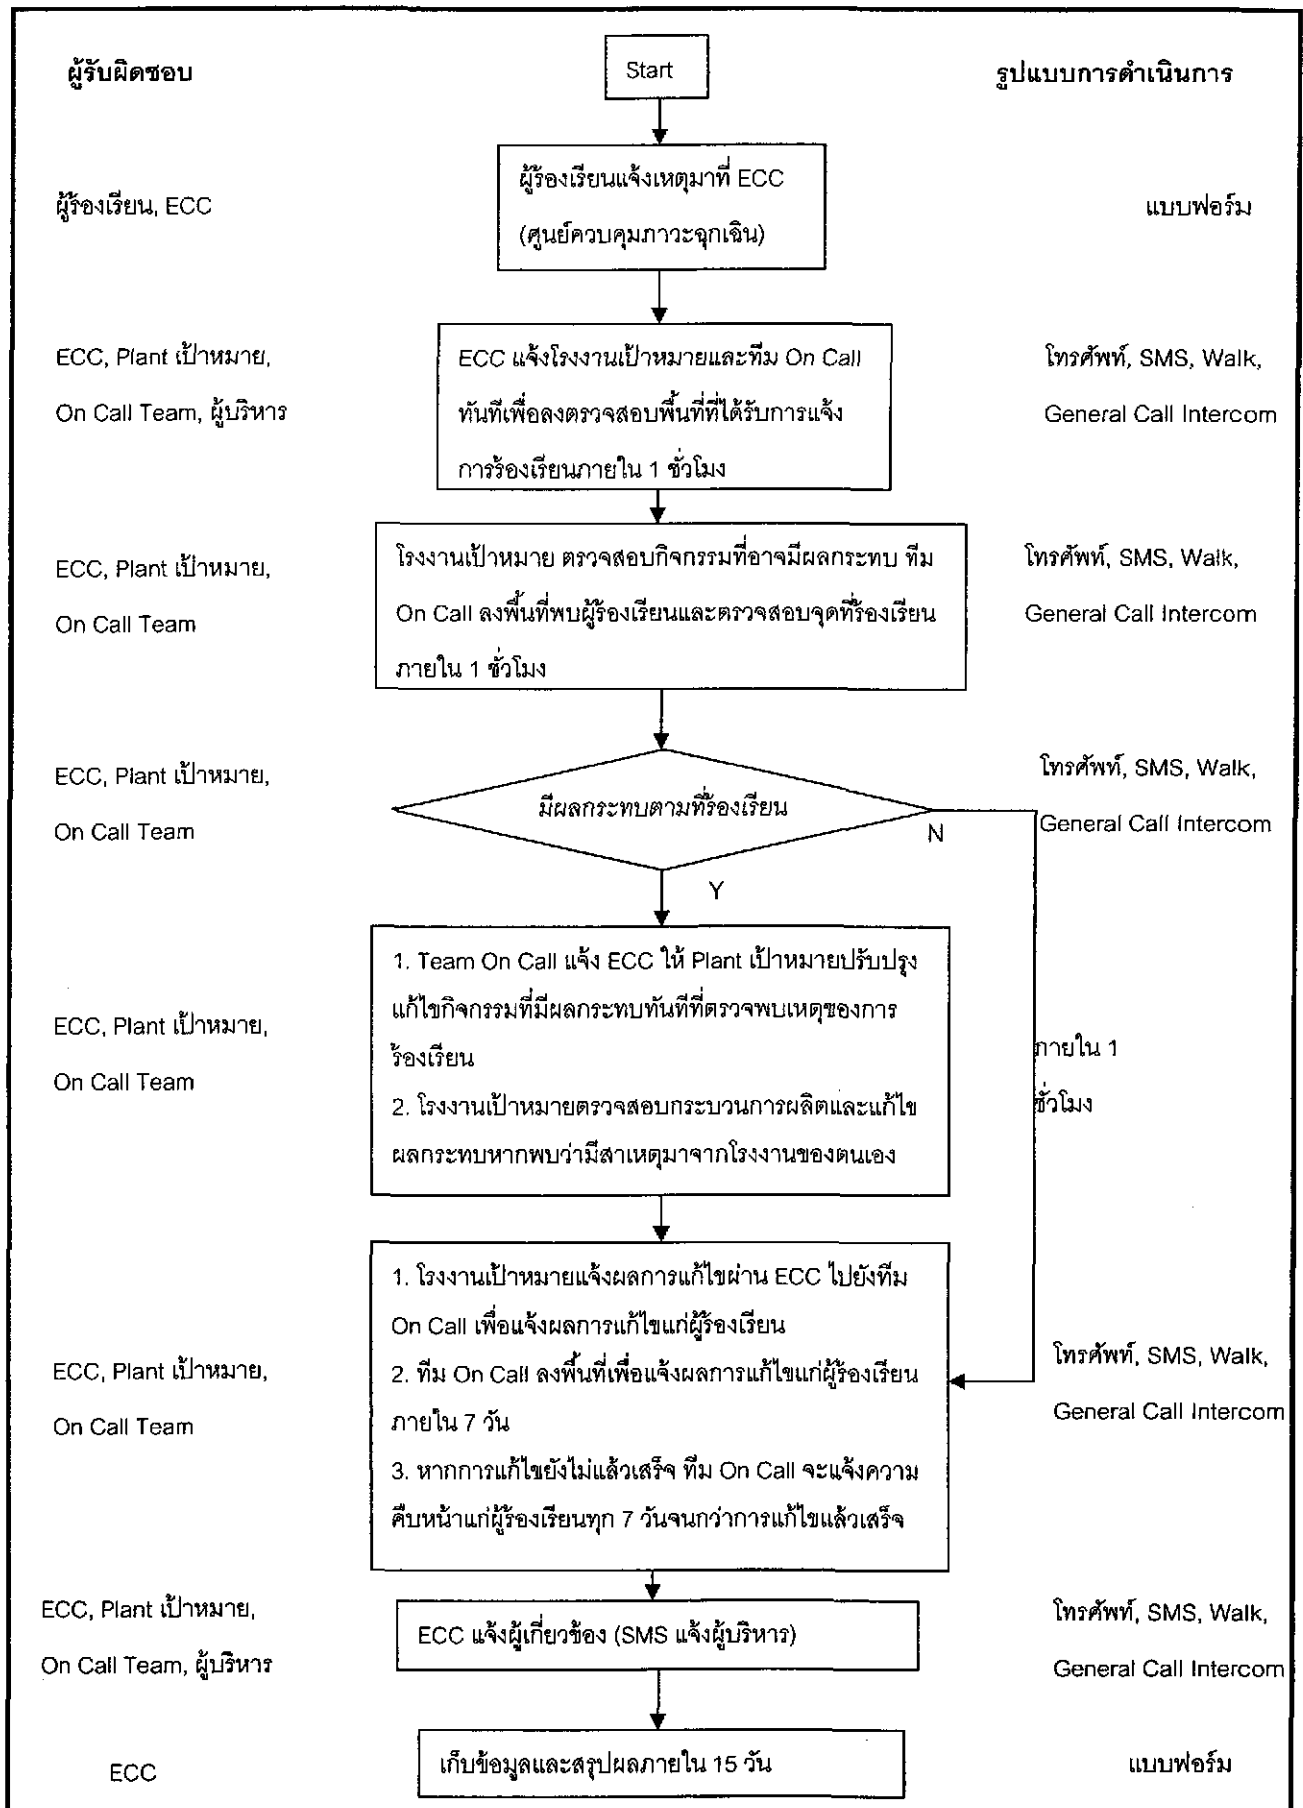 ผู้รับผิดชอบ
Start
รูปแบบการดำเนินการ
ผู้ร้องเรียน, ECC
ผู้ร้องเรียนแจ้งเหตุมาที่ ECC
(ศูนย์ควบคุมภาวะฉุกเฉิน)
แบบฟอร์ม
ECC, Plant เป้าหมาย,
On Call Team, ผู้บริหาร
ECC แจ้งโรงงานเป้าหมายและทีม On Call
ทันทีเพื่อลงตรวจสอบพื้นที่ที่ได้รับการแจ้ง
การร้องเรียนภายใน 1 ชั่วโมง
โทรศัพท์, SMS, Walk,
General Call Intercom
ECC, Plant เป้าหมาย,
On Call Team
โรงงานเป้าหมาย ตรวจสอบกิจกรรมที่อาจมีผลกระทบ ทีม
On Call ลงพื้นที่พบผู้ร้องเรียนและตรวจสอบจุดที่ร้องเรียน
ภายใน 1 ชั่วโมง
โทรศัพท์, SMS, Walk,
General Call Intercom
ECC, Plant เป้าหมาย,
On Call Team
มีผลกระทบตามที่ร้องเรียน
N
Y
โทรศัพท์, SMS, Walk,
General Call Intercom
ECC, Plant เป้าหมาย,
On Call Team
1. Team On Call แจ้ง ECC ให้ Plant เป้าหมายปรับปรุง
แก้ไขกิจกรรมที่มีผลกระทบทันทีที่ตรวจพบเหตุของการ
ร้องเรียน
2. โรงงานเป้าหมายตรวจสอบกระบวนการผลิตและแก้ไข
ผลกระทบหากพบว่ามีสาเหตุมาจากโรงงานของตนเอง
ภายใน 1
ชั่วโมง
ECC, Plant เป้าหมาย,
On Call Team
1. โรงงานเป้าหมายแจ้งผลการแก้ไขผ่าน ECC ไปยังทีม
On Call เพื่อแจ้งผลการแก้ไขแก่ผู้ร้องเรียน
2. ทีม On Call ลงพื้นที่เพื่อแจ้งผลการแก้ไขแก่ผู้ร้องเรียน
ภายใน 7 วัน
3. หากการแก้ไขยังไม่แล้วเสร็จ ทีม On Call จะแจ้งความ
คืบหน้าแก่ผู้ร้องเรียนทุก 7 วันจนกว่าการแก้ไขแล้วเสร็จ
โทรศัพท์, SMS, Walk,
General Call Intercom
ECC, Plant เป้าหมาย,
On Call Team, ผู้บริหาร
ECC แจ้งผู้เกี่ยวข้อง (SMS แจ้งผู้บริหาร)
โทรศัพท์, SMS, Walk,
General Call Intercom
ECC
เก็บข้อมูลและสรุปผลภายใน 15 วัน
แบบฟอร์ม